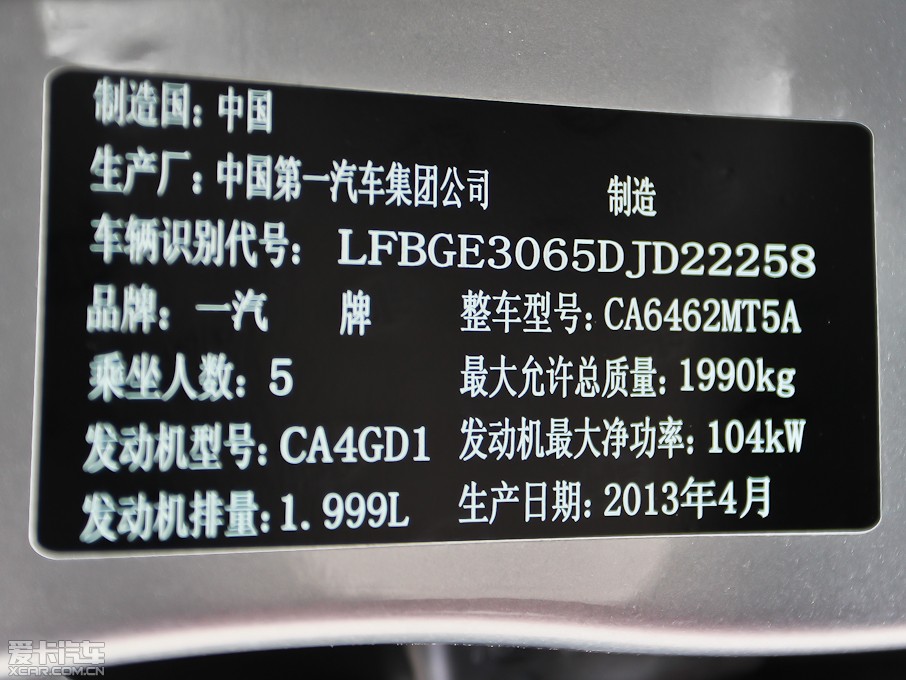 制造国：中国
生产厂：中国第一汽车集团公司 制造
车辆识别代号：LFBGE3065DJD22258
品牌：一汽 牌 整车型号：CA6462MT5A
乘坐人数：5 最大允许总质量：1990kg
发动机型号：CA4GD1 发动机最大净功率：104kW
发动机排量：1.999L 生产日期：2013年4月
爱卡汽车
XCAR.COM.CN